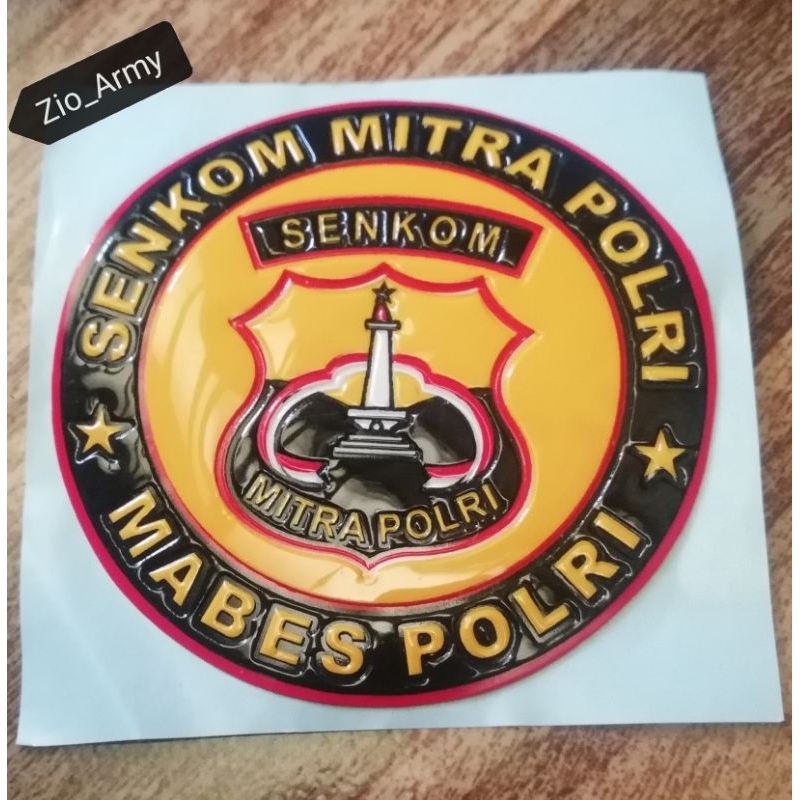 Zio_Army
SENKOM MITRA POLRI
SENKOM
MITRA POLRI
MABES POLRI